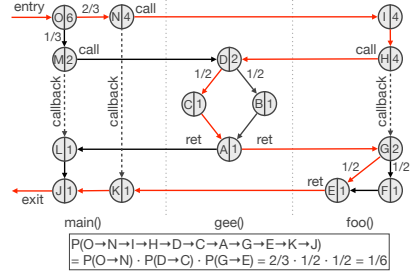 entry
O 6
2/3
N 4
call
I 4
1/3
M 2
call
D 2
call
H 4
1/2
1/2
C 1
B 1
callback
callback
callback
L 1
ret
A 1
ret
G 2
1/2
1/2
J 1
K 1
ret
E 1
F 1
exit
main()
gee()
foo()
P(O→N→I→H→D→C→A→G→E→K→J)
= P(O→N) · P(D→C) · P(G→E) = 2/3 · 1/2 · 1/2 = 1/6